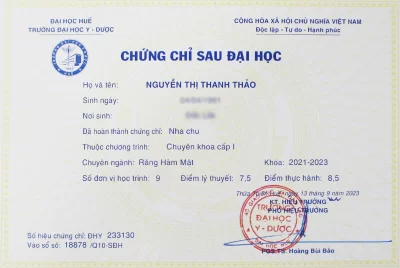 ĐẠI HỌC HUẾ
TRƯỜNG ĐẠI HỌC Y - DƯỢC
CỘNG HÒA XÃ HỘI CHỦ NGHĨA VIỆT NAM
Độc lập - Tự do - Hạnh phúc
CHỨNG CHỈ SAU ĐẠI HỌC
Họ và tên: NGUYỄN THỊ THANH THẢO
Sinh ngày:
Nơi sinh:
Đã hoàn thành chứng chỉ: Nha chu
Thuộc chương trình: Chuyên khoa cấp I
Chuyên ngành: Răng Hàm Mặt Khóa: 2021-2023
Số đơn vị học trình: 9 Điểm lý thuyết: 7,5 Điểm thực hành: 8,5
Thừa ngày 13 tháng 9 năm 2023
KT. HIỆU TRƯỞNG
PHÓ HIỆU TRƯỞNG
TRƯỜNG
ĐẠI HỌC
Y - DƯỢC
Số hiệu chứng chỉ: ĐHY 233130
Vào sổ số: 18878 /Q10-SĐH
PGS.TS. Hoàng Bùi Bảo